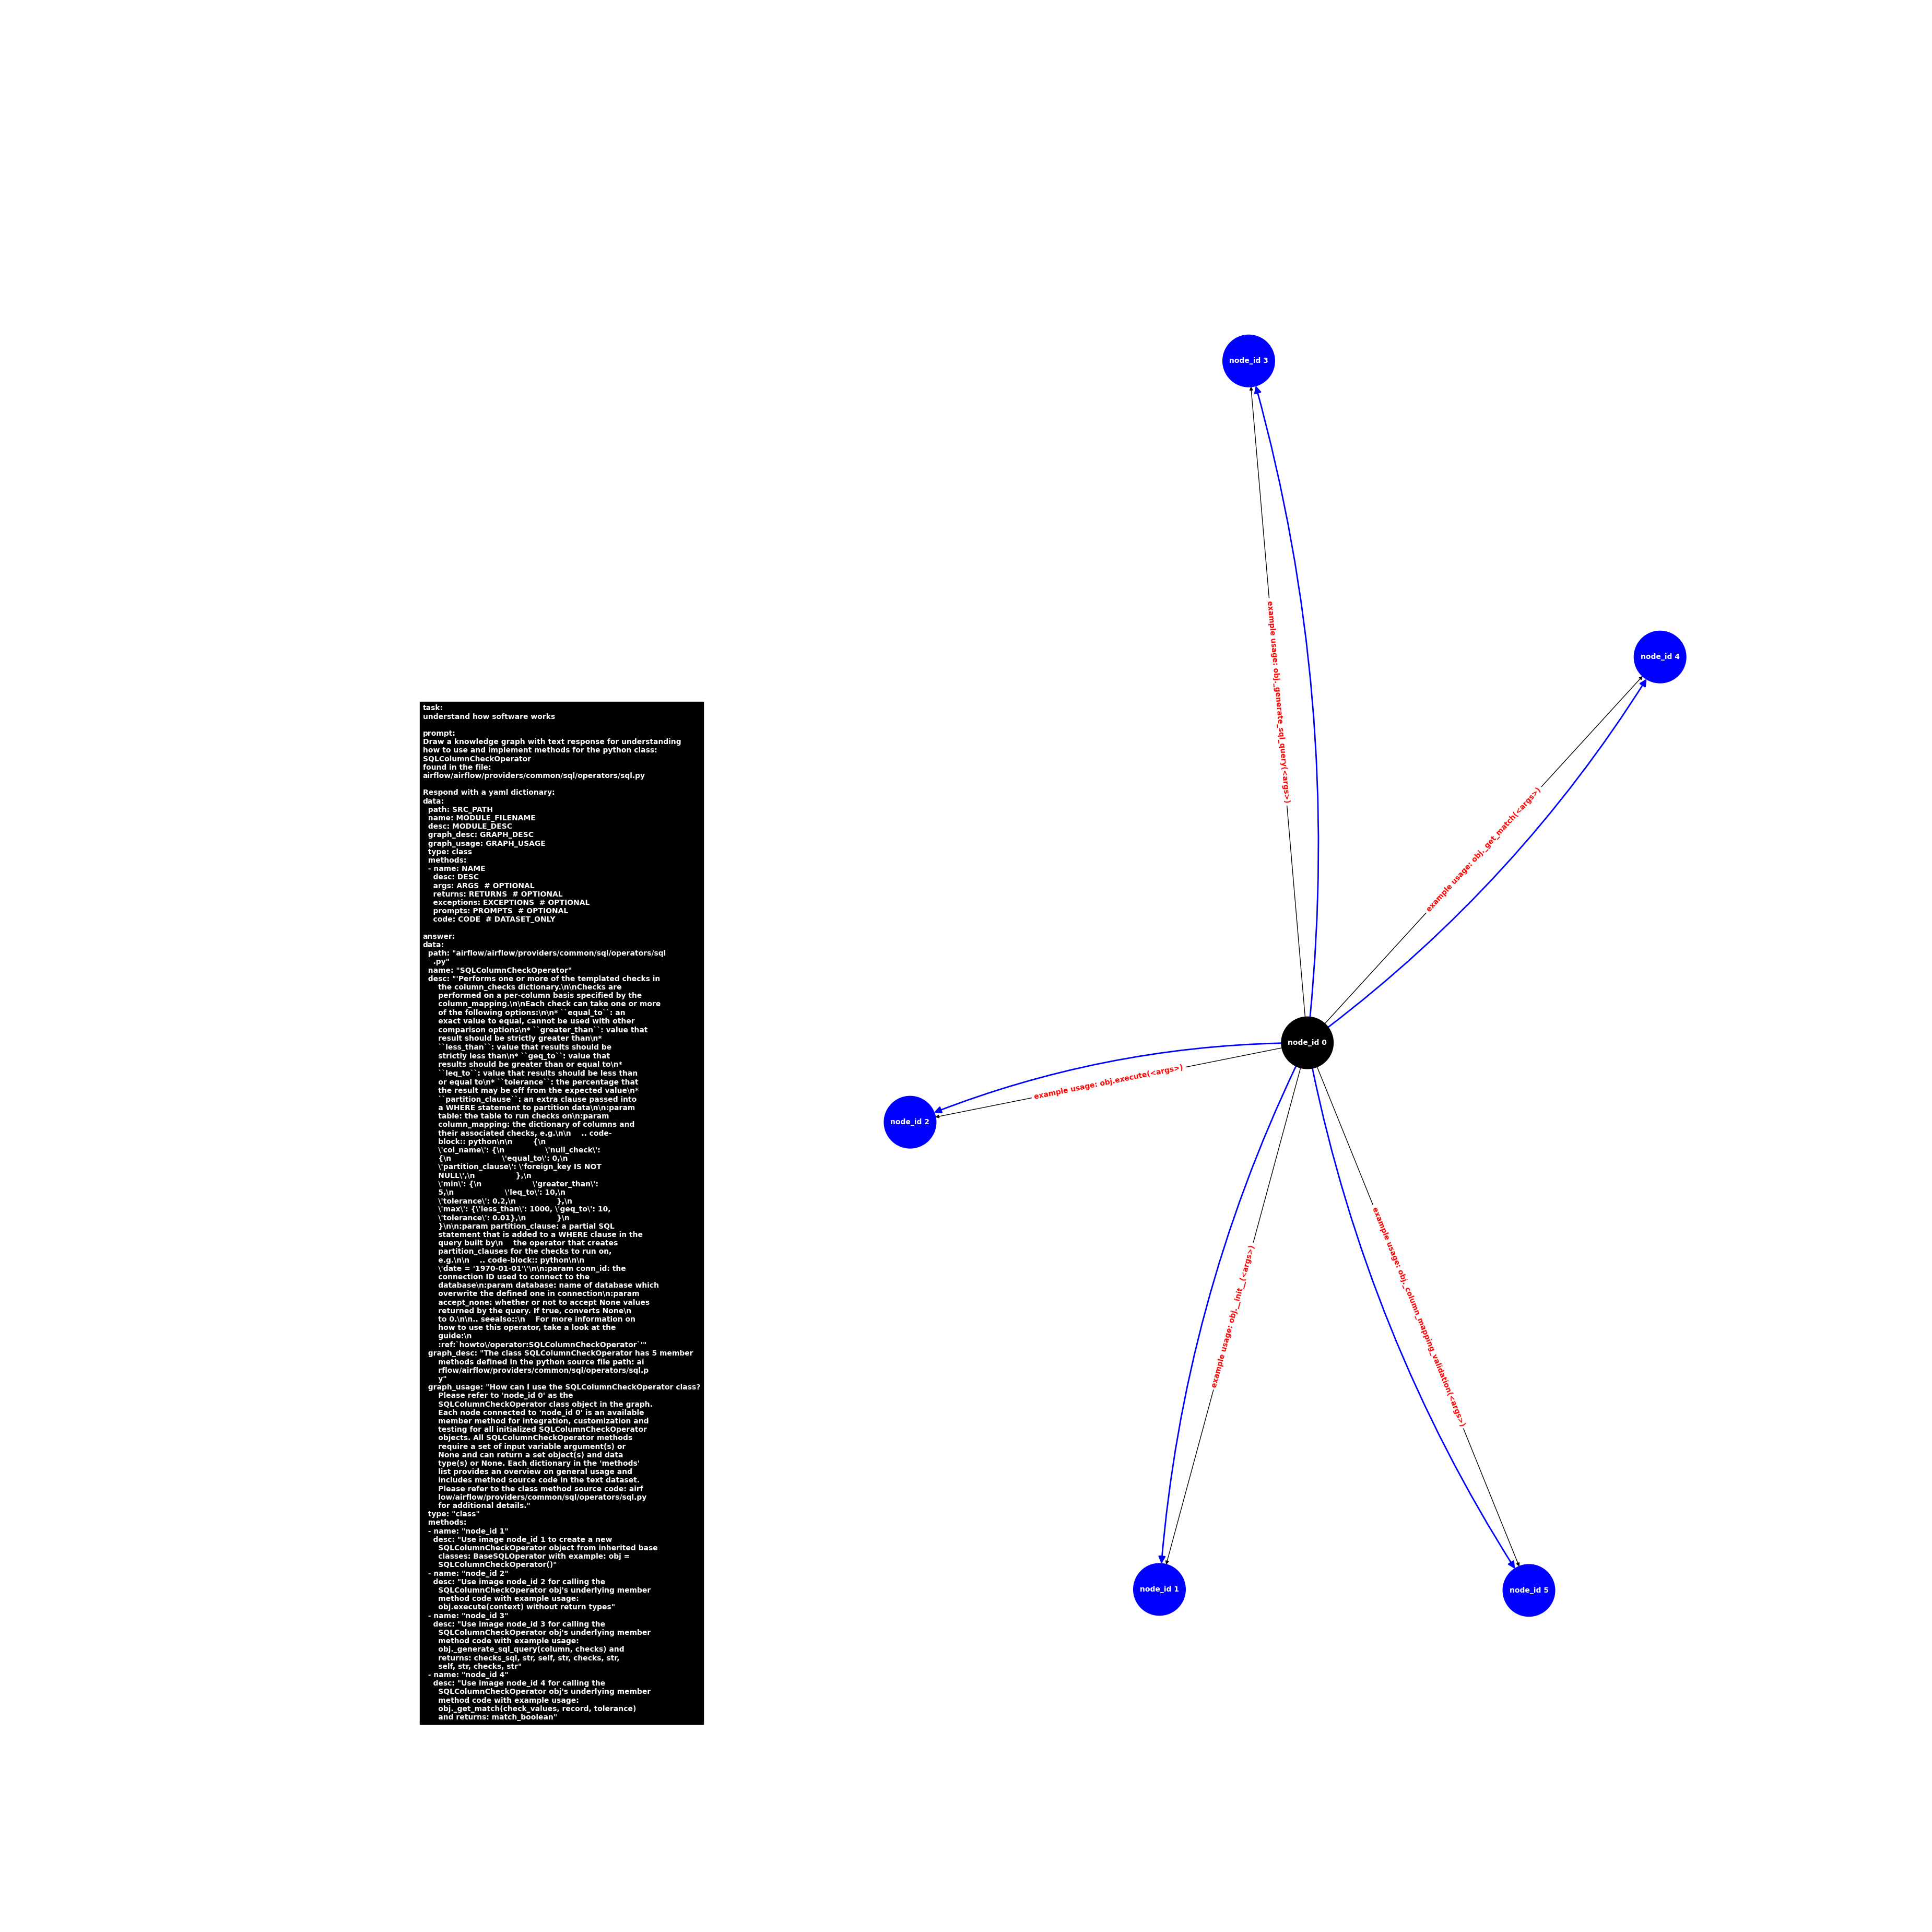 task:
understand how software works

prompt:
Draw a knowledge graph with text response for understanding
how to use and implement methods for the python class:
SQLColumnCheckOperator
found in the file:
airflow/airflow/providers/common/sql/operators/sql.py

Respond with a yaml dictionary:
data:
  path: SRC_PATH
  name: MODULE_FILENAME
  desc: MODULE_DESC
  graph_desc: GRAPH_DESC
  graph_usage: GRAPH_USAGE
  type: class
  methods:
  - name: NAME
    desc: DESC
    args: ARGS  # OPTIONAL
    returns: RETURNS  # OPTIONAL
    exceptions: EXCEPTIONS  # OPTIONAL
    prompts: PROMPTS  # OPTIONAL
    code: CODE  # DATASET_ONLY

answer:
data:
  path: "airflow/airflow/providers/common/sql/operators/sql
    .py"
  name: "SQLColumnCheckOperator"
  desc: "'Performs one or more of the templated checks in
      the column_checks dictionary.\n\nChecks are
      performed on a per-column basis specified by the
      column_mapping.\n\nEach check can take one or more
      of the following options:\n\n* ``equal_to``: an
      exact value to equal, cannot be used with other
      comparison options\n* ``greater_than``: value that
      result should be strictly greater than\n*
      ``less_than``: value that results should be
      strictly less than\n* ``geq_to``: value that
      results should be greater than or equal to\n*
      ``leq_to``: value that results should be less than
      or equal to\n* ``tolerance``: the percentage that
      the result may be off from the expected value\n*
      ``partition_clause``: an extra clause passed into
      a WHERE statement to partition data\n\n:param
      table: the table to run checks on\n:param
      column_mapping: the dictionary of columns and
      their associated checks, e.g.\n\n    .. code-
      block:: python\n\n        {\n
      \'col_name\': {\n                \'null_check\':
      {\n                    \'equal_to\': 0,\n
      \'partition_clause\': \'foreign_key IS NOT
      NULL\',\n                },\n
      \'min\': {\n                    \'greater_than\':
      5,\n                    \'leq_to\': 10,\n
      \'tolerance\': 0.2,\n                },\n
      \'max\': {\'less_than\': 1000, \'geq_to\': 10,
      \'tolerance\': 0.01},\n            }\n
      }\n\n:param partition_clause: a partial SQL
      statement that is added to a WHERE clause in the
      query built by\n    the operator that creates
      partition_clauses for the checks to run on,
      e.g.\n\n    .. code-block:: python\n\n
      \'date = '1970-01-01'\'\n\n:param conn_id: the
      connection ID used to connect to the
      database\n:param database: name of database which
      overwrite the defined one in connection\n:param
      accept_none: whether or not to accept None values
      returned by the query. If true, converts None\n
      to 0.\n\n.. seealso::\n    For more information on
      how to use this operator, take a look at the
      guide:\n
      :ref:`howto\/operator:SQLColumnCheckOperator`'"
  graph_desc: "The class SQLColumnCheckOperator has 5 member
      methods defined in the python source file path: ai
      rflow/airflow/providers/common/sql/operators/sql.p
      y"
  graph_usage: "How can I use the SQLColumnCheckOperator class?
      Please refer to 'node_id 0' as the
      SQLColumnCheckOperator class object in the graph.
      Each node connected to 'node_id 0' is an available
      member method for integration, customization and
      testing for all initialized SQLColumnCheckOperator
      objects. All SQLColumnCheckOperator methods
      require a set of input variable argument(s) or
      None and can return a set object(s) and data
      type(s) or None. Each dictionary in the 'methods'
      list provides an overview on general usage and
      includes method source code in the text dataset.
      Please refer to the class method source code: airf
      low/airflow/providers/common/sql/operators/sql.py
      for additional details."
  type: "class"
  methods:
  - name: "node_id 1"
    desc: "Use image node_id 1 to create a new
      SQLColumnCheckOperator object from inherited base
      classes: BaseSQLOperator with example: obj =
      SQLColumnCheckOperator()"
  - name: "node_id 2"
    desc: "Use image node_id 2 for calling the
      SQLColumnCheckOperator obj's underlying member
      method code with example usage:
      obj.execute(context) without return types"
  - name: "node_id 3"
    desc: "Use image node_id 3 for calling the
      SQLColumnCheckOperator obj's underlying member
      method code with example usage:
      obj._generate_sql_query(column, checks) and
      returns: checks_sql, str, self, str, checks, str,
      self, str, checks, str"
  - name: "node_id 4"
    desc: "Use image node_id 4 for calling the
      SQLColumnCheckOperator obj's underlying member
      method code with example usage:
      obj._get_match(check_values, record, tolerance)
      and returns: match_boolean"
node_id 3
node_id 4
example usage: obj._generate_sql_query(<args>)
example usage: obj._get_match(<args>)
node_id 0
example usage: obj.execute(<args>)
node_id 2
example usage: obj.__init__(<args>)
example usage: obj._column_mapping_validation(<args>)
node_id 1
node_id 5